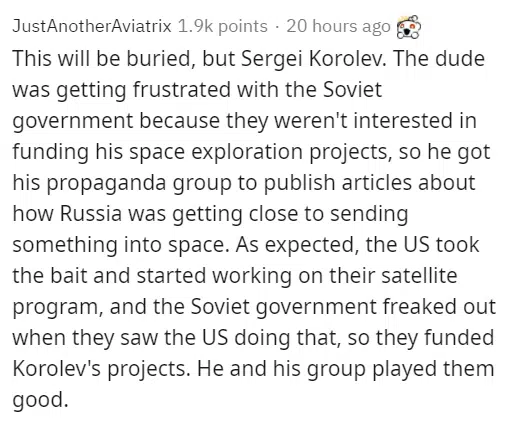 JustAnotherAviatrix 1.9k points · 20 hours ago
This will be buried, but Sergei Korolev. The dude
was getting frustrated with the Soviet
government because they weren't interested in
funding his space exploration projects, so he got
his propaganda group to publish articles about
how Russia was getting close to sending
something into space. As expected, the US took
the bait and started working on their satellite
program, and the Soviet government freaked out
when they saw the US doing that, so they funded
Korolev's projects. He and his group played them
good.